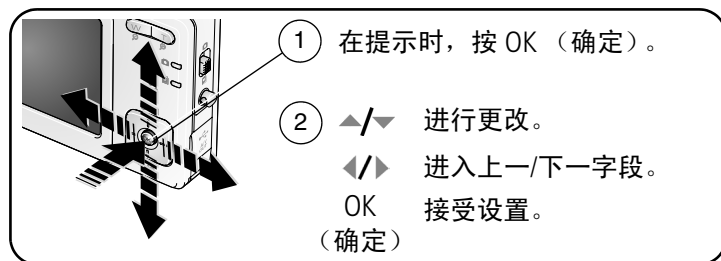 1 在提示时，按 OK （确定）。
2 ▲/▼ 进行更改。
◀/▶ 进入上一/下一字段。
OK 接受设置。
（确定）
W T